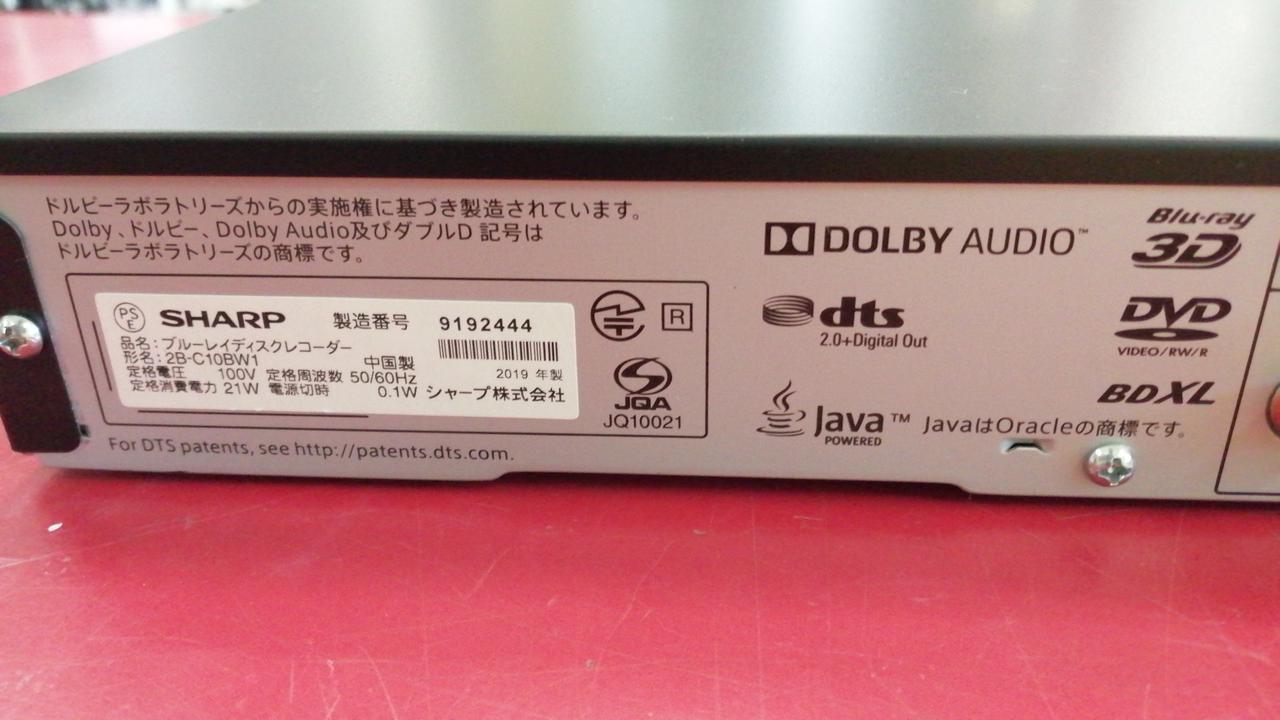 ドルビーラボラトリーズからの実施権に基づき製造されています。
Dolby、ドルビー、Dolby Audio及びダブルD 記号は
ドルビーラボラトリーズの商標です。
PSE SHARP 製造番号 9192444
品名：ブルーレイディスクレコーダー
形名：2B-C10BW1 中国製
定格電圧 100V 定格周波数 50/60Hz 2019 年製
定格消費電力 21W 電源切時 0.1W シャープ株式会社
R
JQA
JQ10021
For DTS patents, see http://patents.dts.com.
DOLBY AUDIO™
dts
2.0+Digital Out
Java™
POWERED
JavaはOracleの商標です。
Blu-ray
3D
DVD
VIDEO/RW/R
BDXL